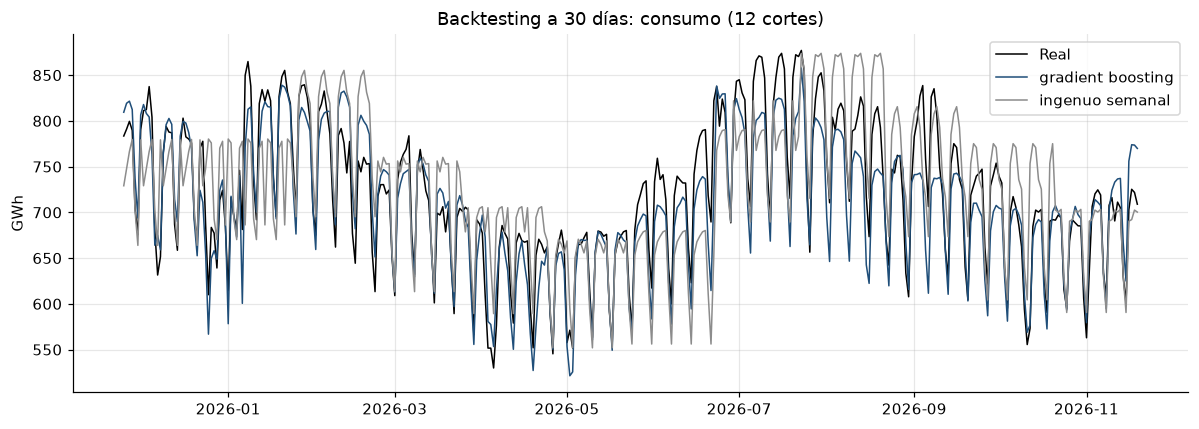 Backtesting a 30 días: consumo (12 cortes)
Real
gradient boosting
ingenuo semanal
GWh
850
800
750
700
650
600
550
2026-01
2026-03
2026-05
2026-07
2026-09
2026-11